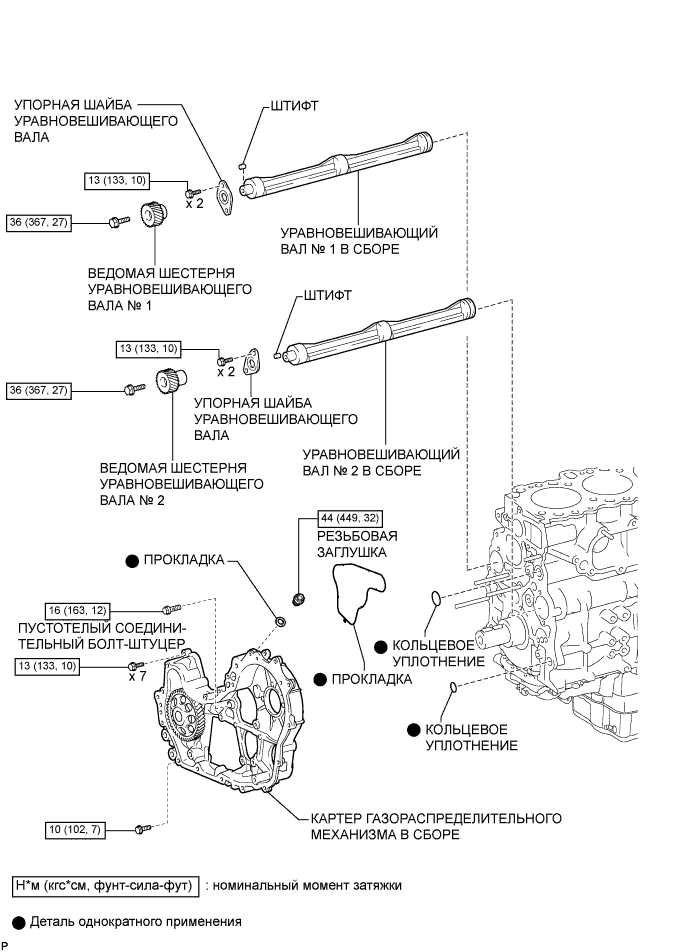 УПОРНАЯ ШАЙБА
УРАВНОВЕШИВАЮЩЕГО
ВАЛА
ШТИФТ
13 (133, 10)
x 2
36 (367, 27)
УРАВНОВЕШИВАЮЩИЙ
ВАЛ № 1 В СБОРЕ
ВЕДОМАЯ ШЕСТЕРНЯ
УРАВНОВЕШИВАЮЩЕГО
ВАЛА № 1
ШТИФТ
13 (133, 10)
x 2
36 (367, 27)
УПОРНАЯ ШАЙБА
УРАВНОВЕШИВАЮЩЕГО
ВАЛА
УРАВНОВЕШИВАЮЩИЙ
ВАЛ № 2 В СБОРЕ
ВЕДОМАЯ ШЕСТЕРНЯ
УРАВНОВЕШИВАЮЩЕГО
ВАЛА № 2
44 (449, 32)
РЕЗЬБОВАЯ
ЗАГЛУШКА
ПРОКЛАДКА
16 (163, 12)
ПУСТОТЕЛЫЙ СОЕДИНИ-
ТЕЛЬНЫЙ БОЛТ-ШТУЦЕР
13 (133, 10)
x 7
КОЛЬЦЕВОЕ
УПЛОТНЕНИЕ
ПРОКЛАДКА
КОЛЬЦЕВОЕ
УПЛОТНЕНИЕ
КАРТЕР ГАЗОРАСПРЕДЕЛИТЕЛЬНОГО
МЕХАНИЗМА В СБОРЕ
10 (102, 7)
Н*м (кгс*см, фунт-сила-фут) : номинальный момент затяжки
Деталь однократного применения
P